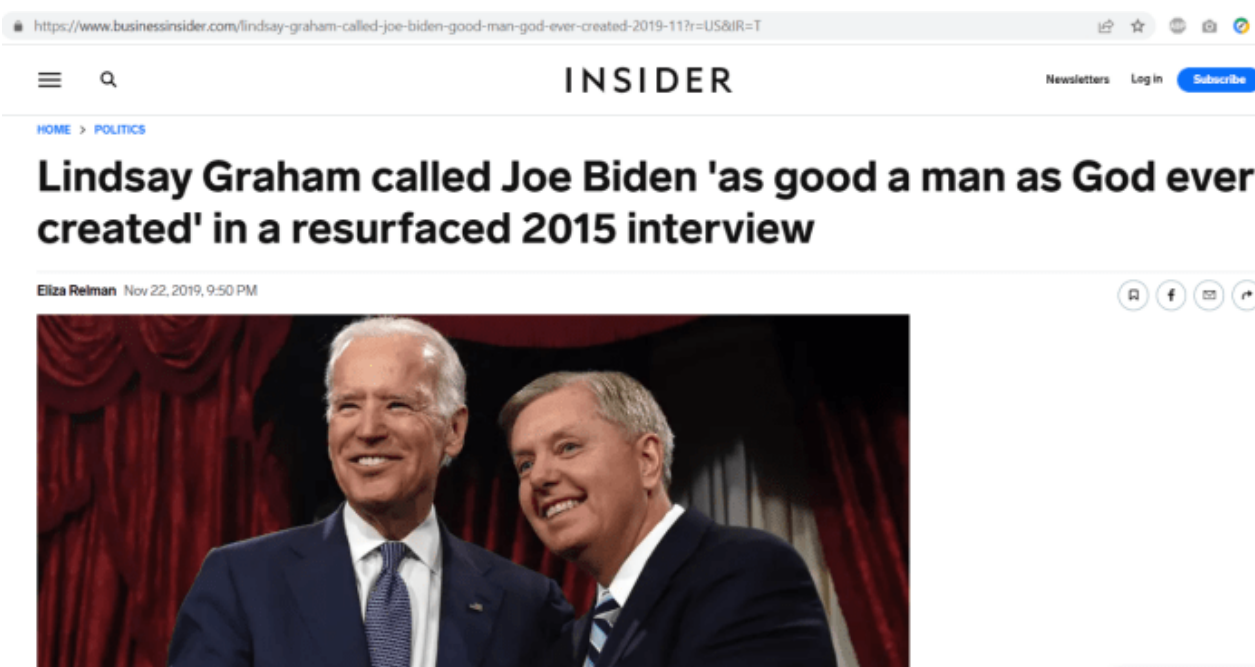 https://www.businessinsider.com/lindsay-graham-called-joe-biden-good-man-god-ever-created-2019-11?r=US&IR=T
INSIDER
Newsletters Log in Subscribe
HOME > POLITICS
Lindsay Graham called Joe Biden 'as good a man as God ever
created' in a resurfaced 2015 interview
Eliza Relman Nov 22, 2019, 9:50 PM